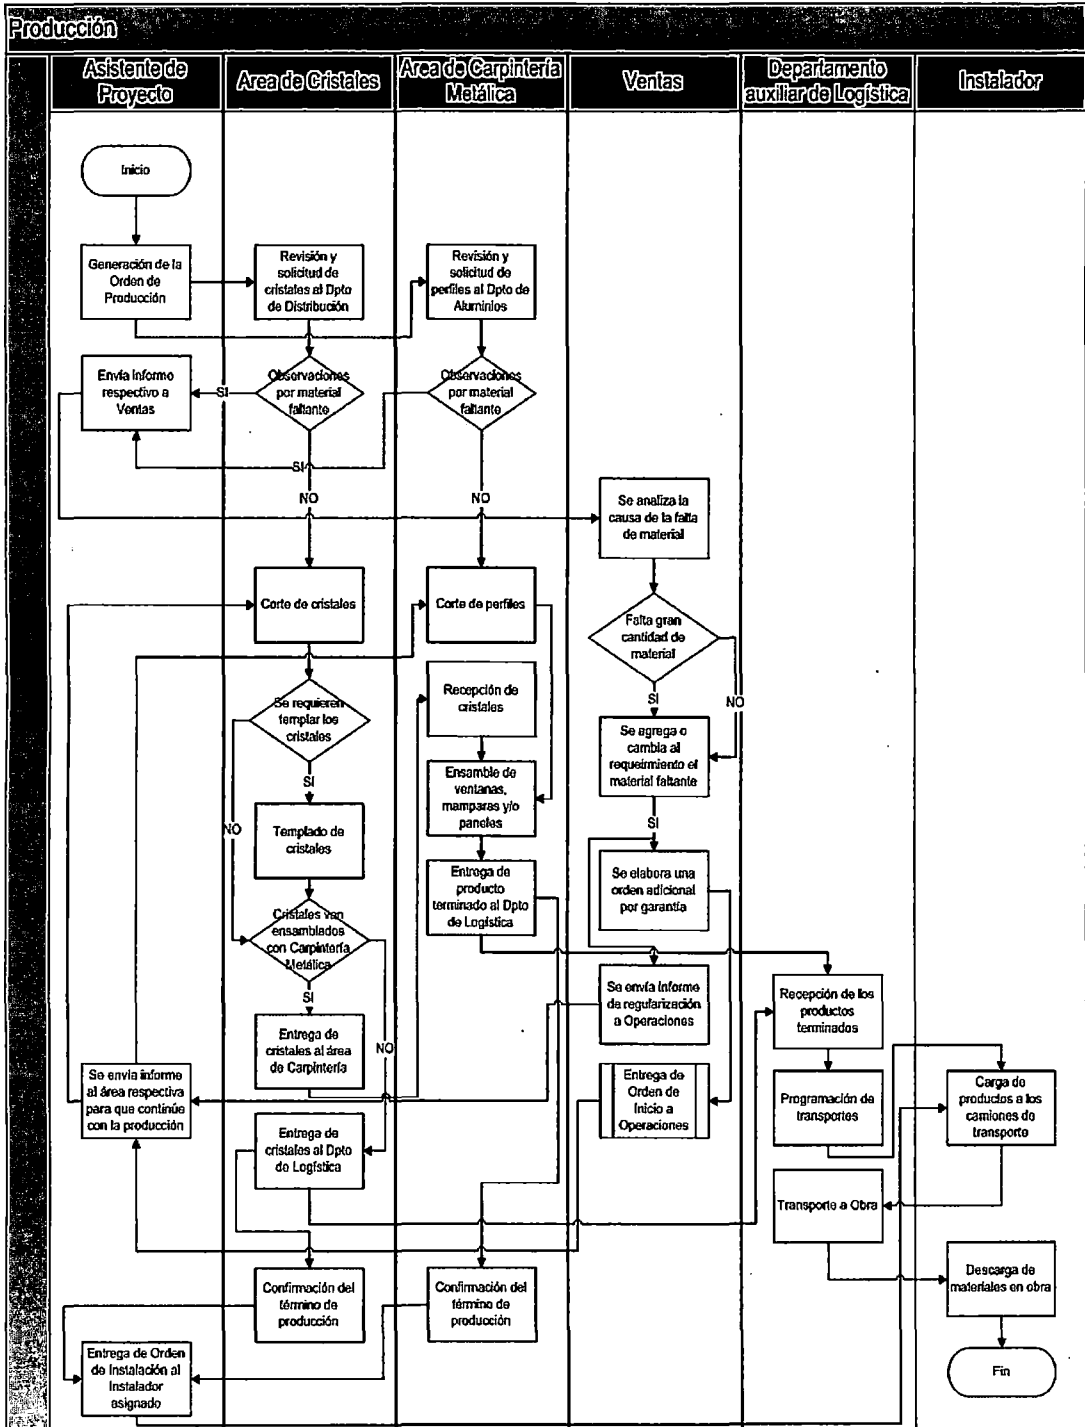 Producción
Asistente de
Proyecto
Area de Cristales
Area de Carpintería
Metálica
Ventas
Departamento
auxiliar de Logística
Instalador
Inicio
Generación de la
Orden de
Producción
Revisión y
solicitud de
cristales al Dpto
de Distribución
Revisión y
solicitud de
perfiles al Dpto de
Aluminios
Envía Informe
respectivo a
Ventas
SI
Observaciones
por material
faltante
Observaciones
por material
faltante
SI
NO
NO
Se analiza la
causa de la falta
de material
Corte de cristales
Corte de perfiles
Falta gran
cantidad de
material
Se requieren
templar los
cristales
Recepción de
cristales
SI
NO
Se agrega o
cambia al
requeirmiento el
material faltante
SI
Ensamble de
ventanas,
mamparas y/o
paneles
NO
Templado de
cristales
SI
Entrega de
producto
terminado al Dpto
de Logística
Se elabora una
orden adicional
por garantía
Cristales van
ensamblados
con Carpintería
Metálica
SI
Se envía Informe
de regularización
a Operaciones
Recepción de los
productos
terminados
Entrega de
cristales al área
de Carpintería
NO
Se envia informe
al área respectiva
para que continúe
con la producción
Entrega de
Orden de
Inicio a
Operaciones
Programación de
transportes
Carga de
productos a los
camiones de
transporte
Entrega de
cristales al Dpto
de Logística
Transporte a Obra
Confirmación del
término de
producción
Confirmación del
término de
producción
Descarga de
materiales en obra
Entrega de Orden
de Instalación al
Instalador
asignado
Fin